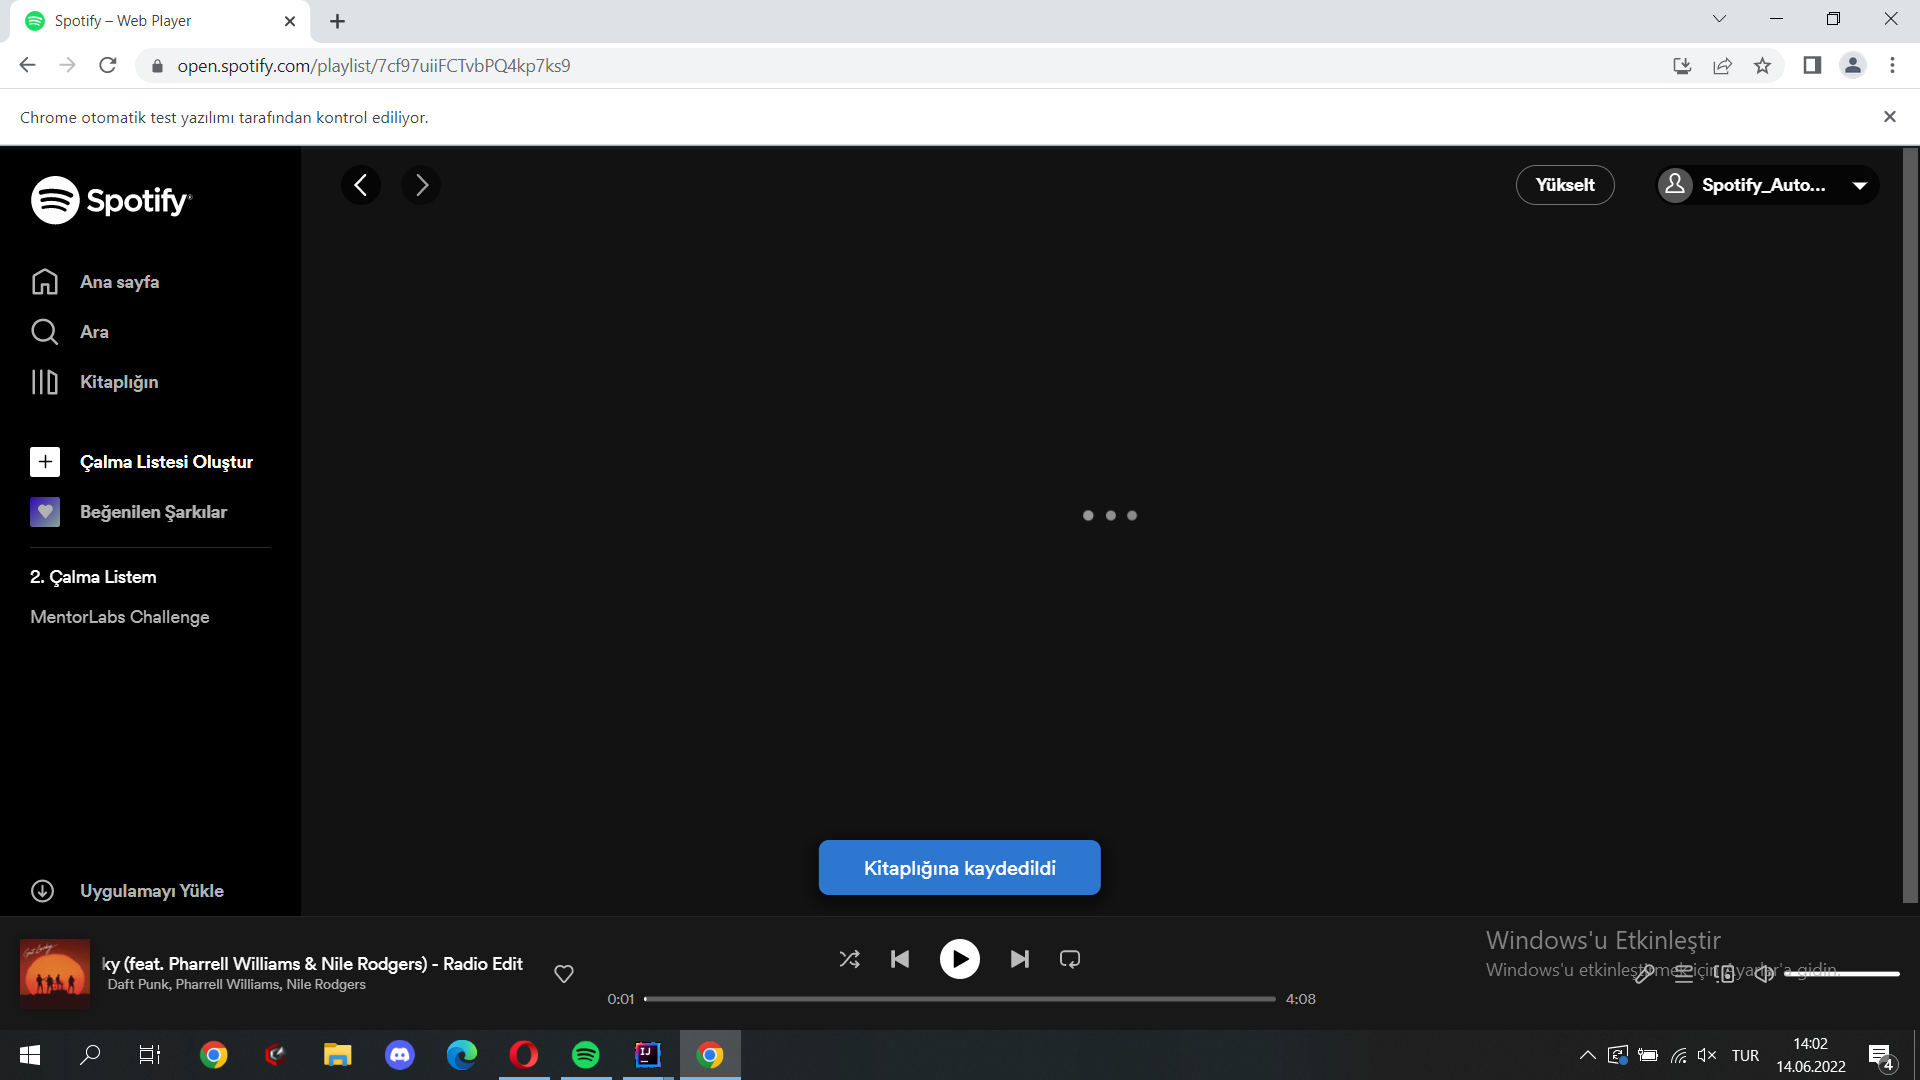 Spotify – Web Player
open.spotify.com/playlist/7cf97uiiFCTvbPQ4kp7ks9
Chrome otomatik test yazılımı tarafından kontrol ediliyor.
Spotify
Yükselt
Spotify_Auto...
Ana sayfa
Ara
Kitaplığın
Çalma Listesi Oluştur
Beğenilen Şarkılar
2. Çalma Listem
MentorLabs Challenge
Kitaplığına kaydedildi
Uygulamayı Yükle
ky (feat. Pharrell Williams & Nile Rodgers) - Radio Edit
Daft Punk, Pharrell Williams, Nile Rodgers
0:01
4:08
Windows'u Etkinleştir
Windows'u etkinleştirmek için Ayarlar'a gidin.
IJ
TUR
14:02
14.06.2022
4